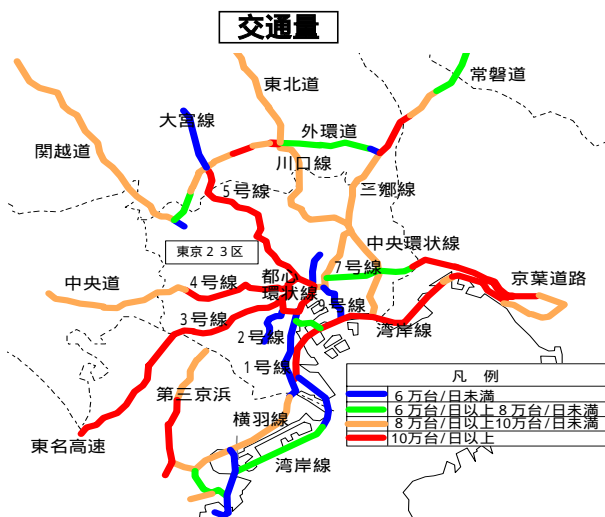 交通量
常磐道
東北道
大宮線
外環道
関越道
川口線
三郷線
5号線
中央環状線
東京２３区
7号線
京葉道路
中央道
4号線
都心
環状線
9号線
3号線
湾岸線
2号線
1号線
第三京浜
凡　例
６万台/日未満
６万台/日以上８万台/日未満
８万台/日以上10万台/日未満
10万台/日以上
横羽線
東名高速
湾岸線